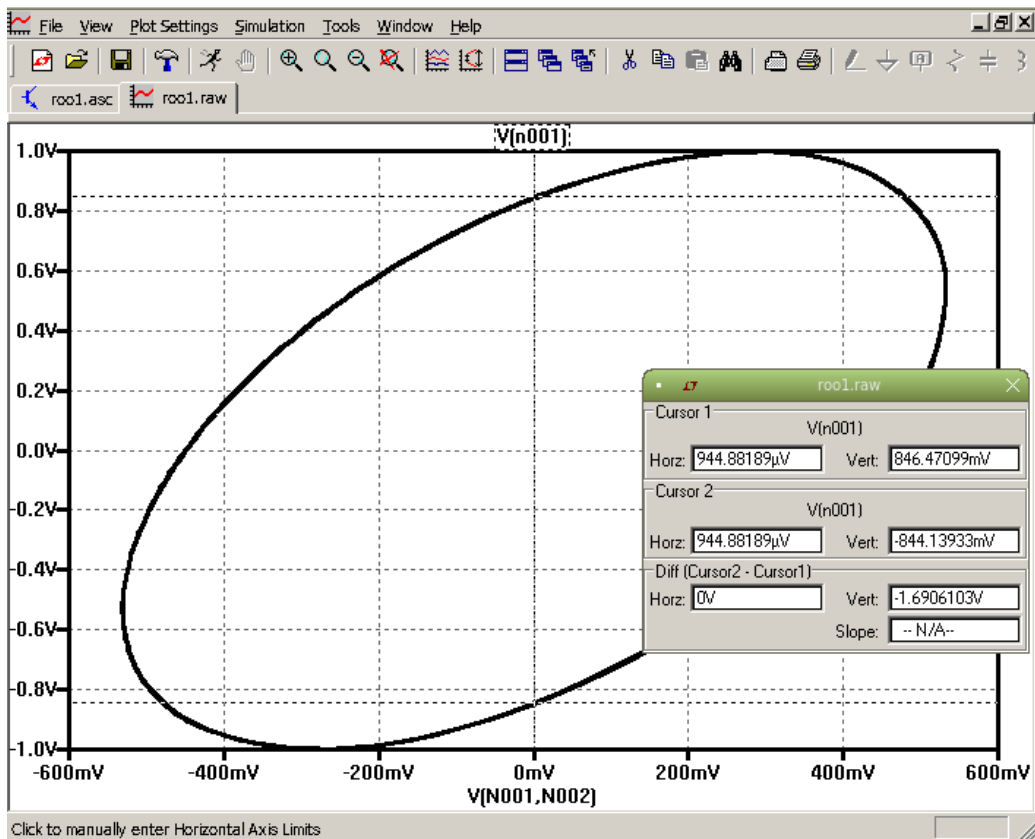 File View Plot Settings Simulation Tools Window Help
roo1.asc roo1.raw
V(n001)
1.0V
0.8V
0.6V
0.4V
0.2V
0.0V
-0.2V
-0.4V
-0.6V
-0.8V
-1.0V
-600mV -400mV -200mV 0mV 200mV 400mV 600mV
V(N001,N002)
roo1.raw
Cursor 1
V(n001)
Horz: 944.88189µV Vert: 846.47099mV
Cursor 2
V(n001)
Horz: 944.88189µV Vert: -844.13933mV
Diff (Cursor2 - Cursor1)
Horz: 0V Vert: -1.6906103V
Slope: -- N/A--
Click to manually enter Horizontal Axis Limits